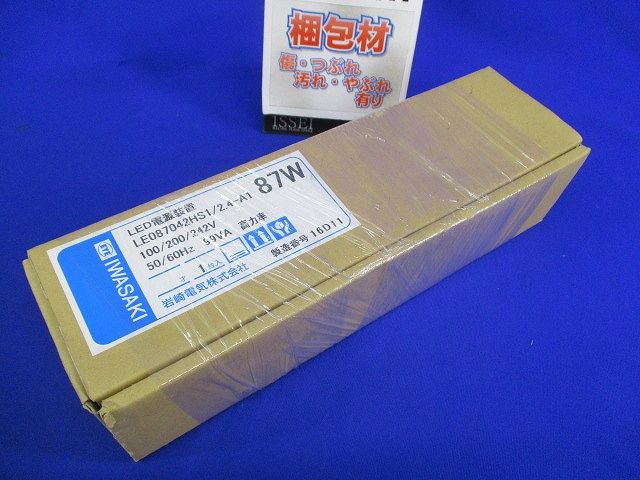 梱包材
傷・つぶれ
汚れ・やぶれ
有り
ISSEI
LED電源装置
LE087042HS1/2.4-A1
87W
100/200/242V
50/60Hz 99VA 高力率
1台入
製造番号 16D11
岩崎電気株式会社
IWASAKI